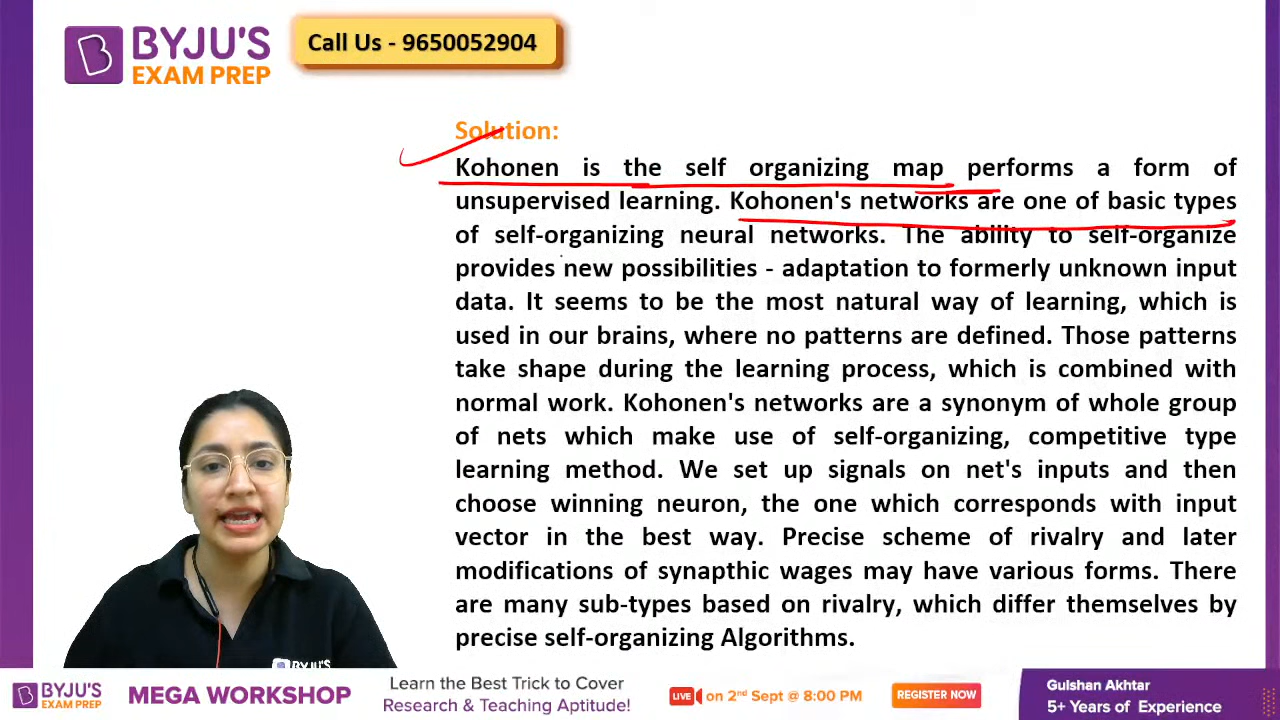 BYJU'S
EXAM PREP
Call Us - 9650052904
Solution:
Kohonen is the self organizing map performs a form of
unsupervised learning. Kohonen's networks are one of basic types
of self-organizing neural networks. The ability to self-organize
provides new possibilities - adaptation to formerly unknown input
data. It seems to be the most natural way of learning, which is
used in our brains, where no patterns are defined. Those patterns
take shape during the learning process, which is combined with
normal work. Kohonen's networks are a synonym of whole group
of nets which make use of self-organizing, competitive type
learning method. We set up signals on net's inputs and then
choose winning neuron, the one which corresponds with input
vector in the best way. Precise scheme of rivalry and later
modifications of synapthic wages may have various forms. There
are many sub-types based on rivalry, which differ themselves by
precise self-organizing Algorithms.
BYJU'S
BYJU'S
EXAM PREP
MEGA WORKSHOP
Learn the Best Trick to Cover
Research & Teaching Aptitude!
LIVE on 2nd Sept @ 8:00 PM
REGISTER NOW
Gulshan Akhtar
5+ Years of Experience